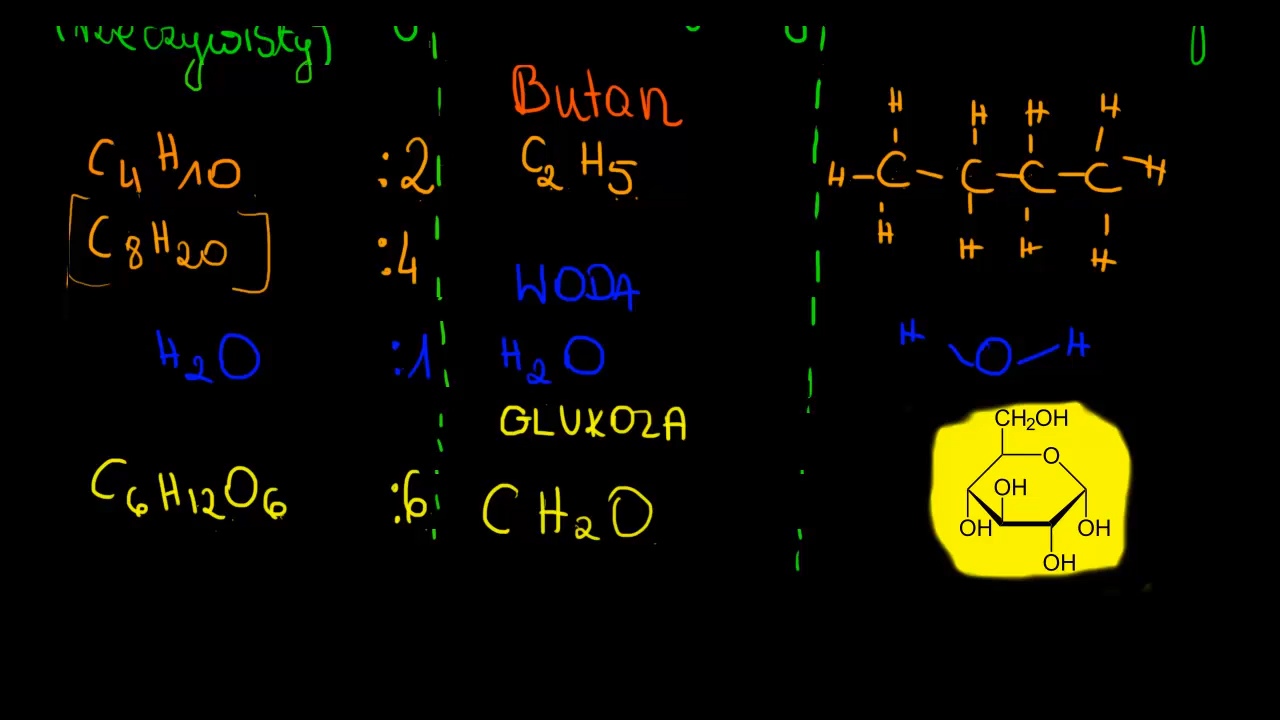 (rzeczywisty)
Butan
C4H10 :2 C2H5
[C8H20] :4
WODA
H2O :1 H2O
GLUKOZA
C6H12O6 :6 CH2O
H H H H
H C C C C H
H H H H
H O H
CH2OH
O
OH
OH OH
OH